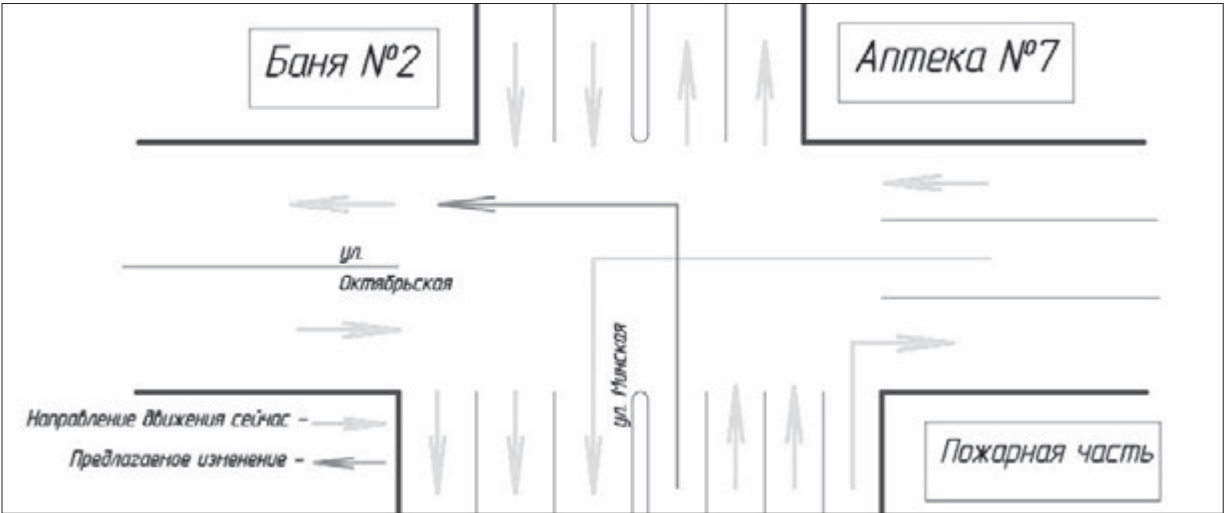 Баня №2
Аптека №7
ул.
Октябрьская
ул. Минская
Направление движения сейчас –
Предлагаемое изменение –
Пожарная часть